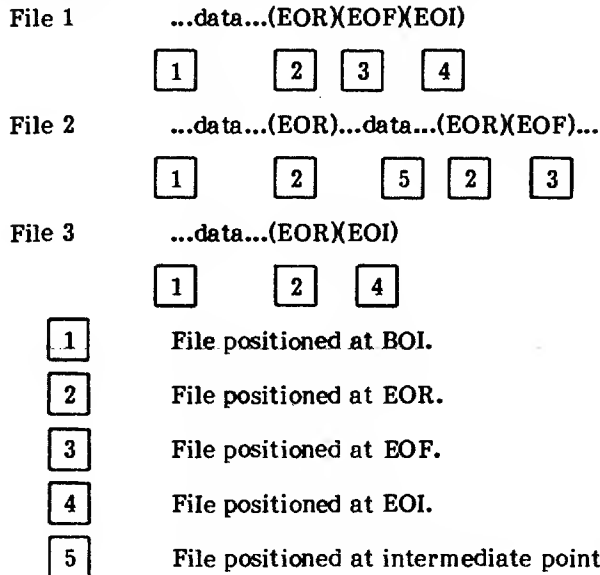 File 1 ...data...(EOR)(EOF)(EOI)
1 2 3 4
File 2 ...data...(EOR)...data...(EOR)(EOF)...
1 2 5 2 3
File 3 ...data...(EOR)(EOI)
1 2 4
1 File positioned at BOI.
2 File positioned at EOR.
3 File positioned at EOF.
4 File positioned at EOI.
5 File positioned at intermediate point